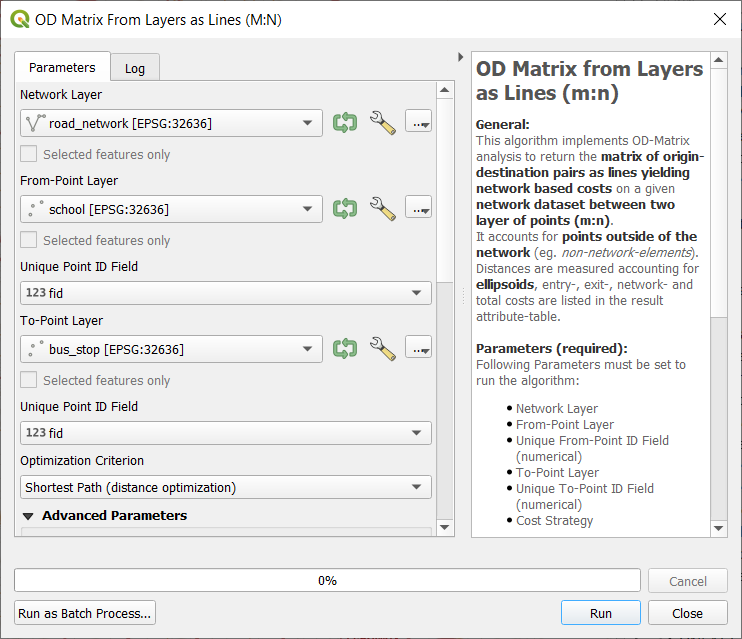 OD Matrix From Layers as Lines (M:N)
Parameters
Log
Network Layer
road_network [EPSG:32636]
...
Selected features only
From-Point Layer
school [EPSG:32636]
...
Selected features only
Unique Point ID Field
123 fid
To-Point Layer
bus_stop [EPSG:32636]
...
Selected features only
Unique Point ID Field
123 fid
Optimization Criterion
Shortest Path (distance optimization)
Advanced Parameters
OD Matrix from Layers
as Lines (m:n)
General:
This algorithm implements OD-Matrix
analysis to return the matrix of origin-
destination pairs as lines yielding
network based costs on a given
network dataset between two
layer of points (m:n).
It accounts for points outside of the
network (eg. non-network-elements).
Distances are measured accounting for
ellipsoids, entry-, exit-, network- and
total costs are listed in the result
attribute-table.
Parameters (required):
Following Parameters must be set to
run the algorithm:
• Network Layer
• From-Point Layer
• Unique From-Point ID Field
(numerical)
• To-Point Layer
• Unique To-Point ID Field
(numerical)
• Cost Strategy
0%
Cancel
Run as Batch Process...
Run
Close